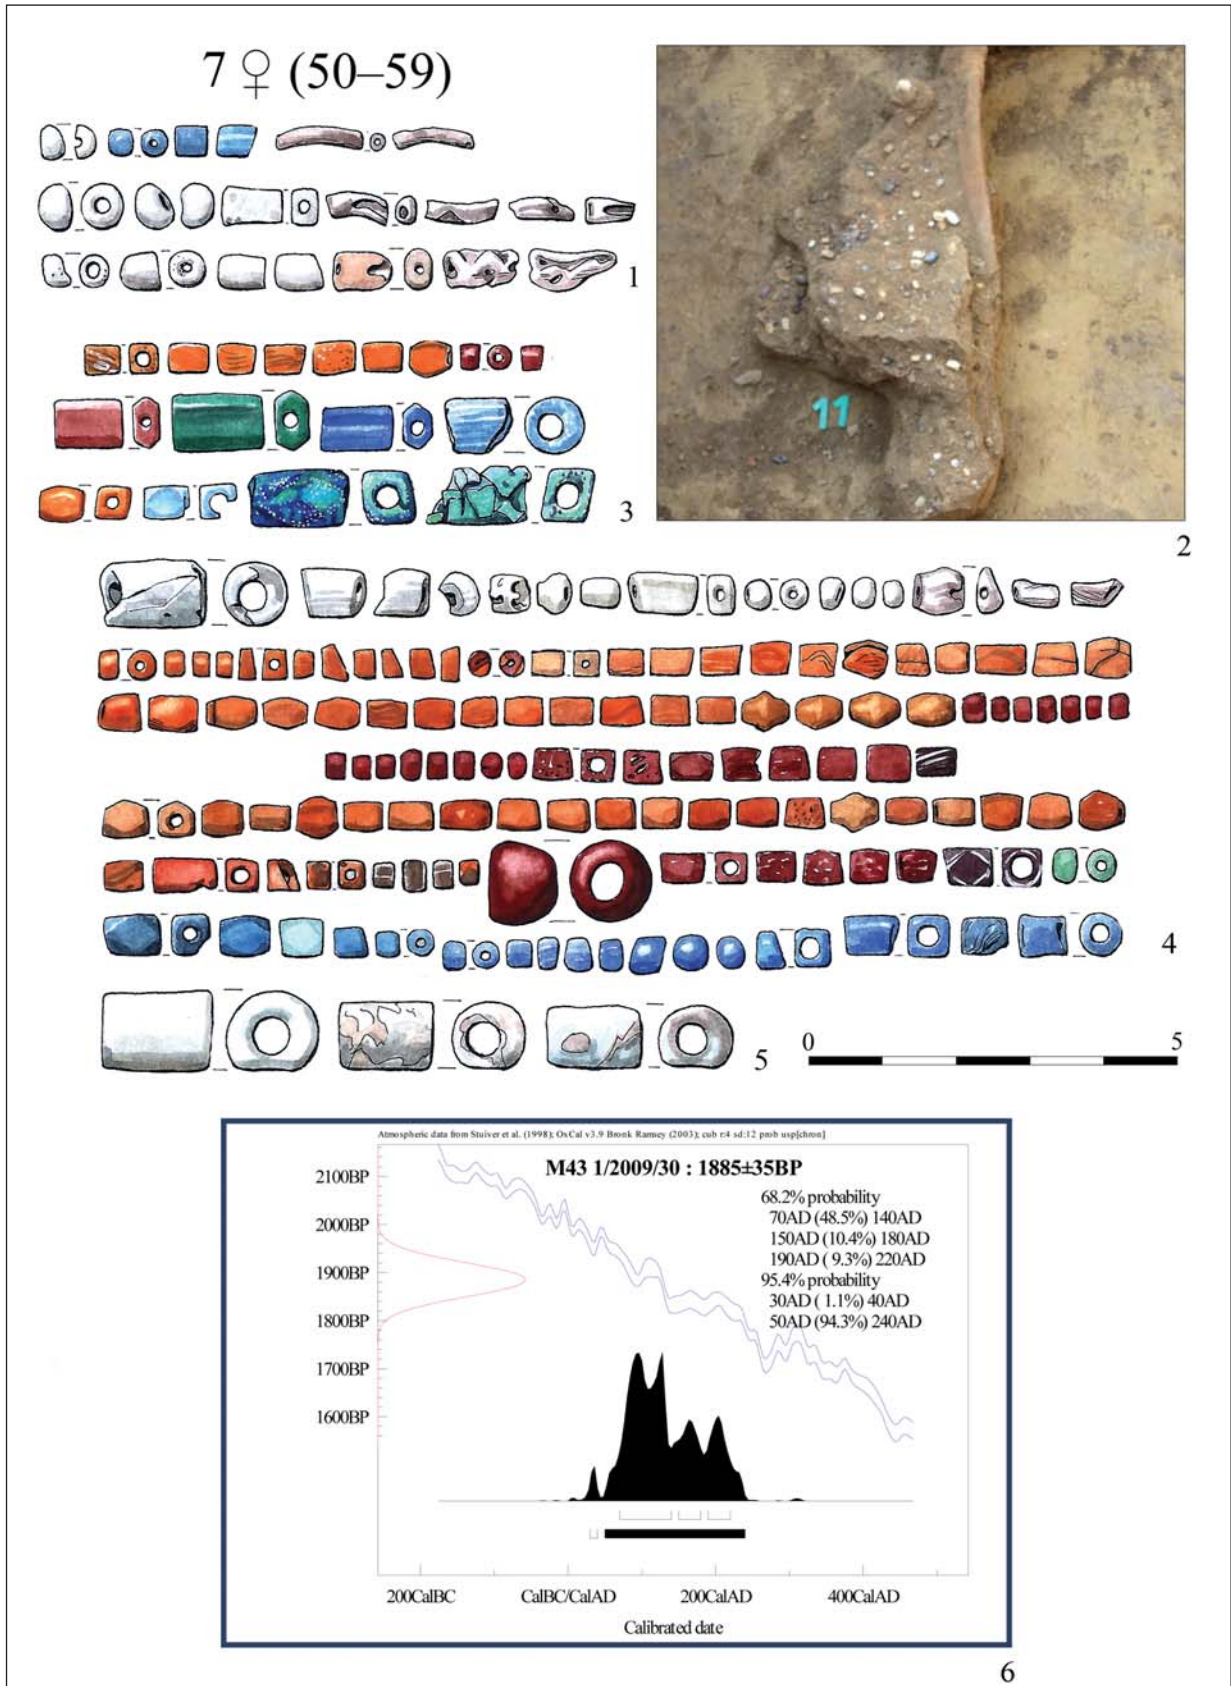 7 ♀ (50–59)
1
11
2
3
4
5
0 5
Atmospheric data from Stuiver et al. (1998); OxCal v3.9 Bronk Ramsey (2003); cub r:4 sd:12 prob usp[chron]
M43 1/2009/30 : 1885±35BP
68.2% probability
70AD (48.5%) 140AD
150AD (10.4%) 180AD
190AD ( 9.3%) 220AD
95.4% probability
30AD ( 1.1%) 40AD
50AD (94.3%) 240AD
2100BP
2000BP
1900BP
1800BP
1700BP
1600BP
200CalBC CalBC/CalAD 200CalAD 400CalAD
Calibrated date
6